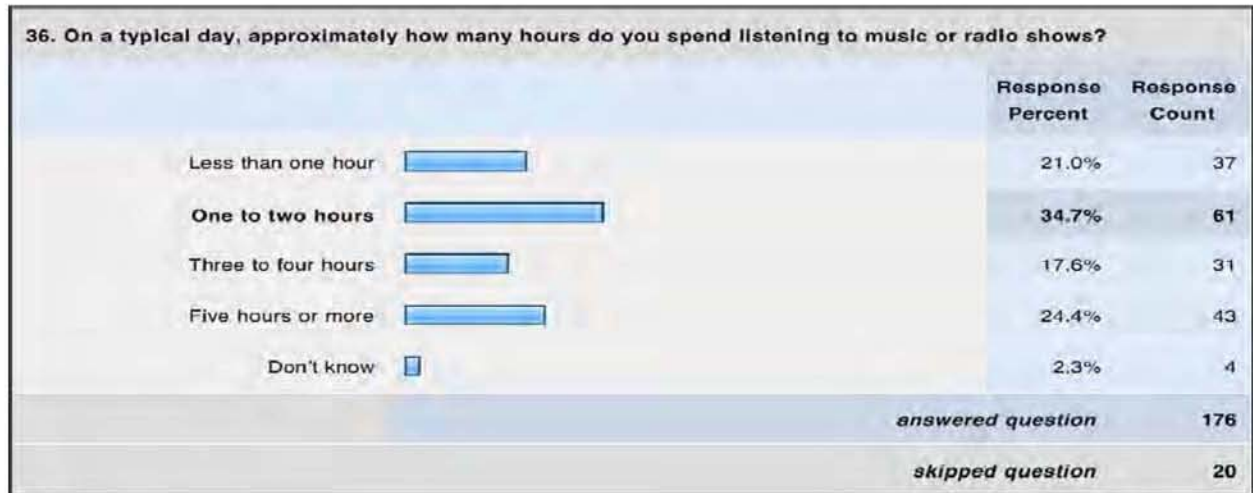 36. On a typical day, approximately how many hours do you spend listening to music or radio shows?
Response Percent Response Count
Less than one hour 21.0% 37
One to two hours 34.7% 61
Three to four hours 17.6% 31
Five hours or more 24.4% 43
Don't know 2.3% 4
answered question 176
skipped question 20